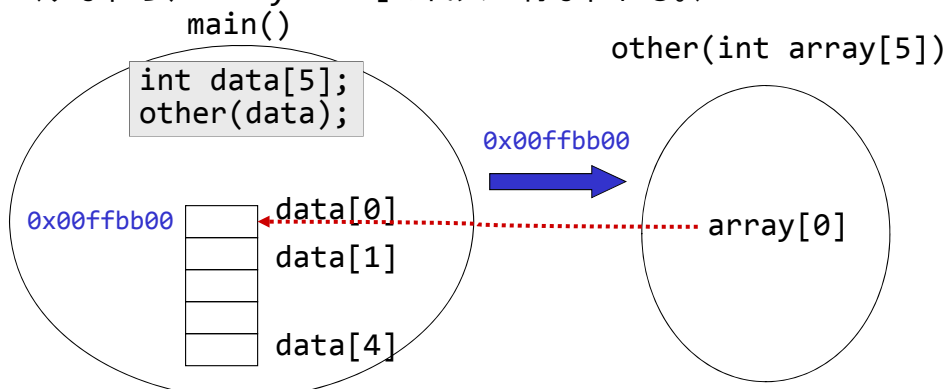 main()
other(int array[5])
int data[5];
other(data);
0x00ffbb00
0x00ffbb00
data[0]
array[0]
data[1]
data[4]